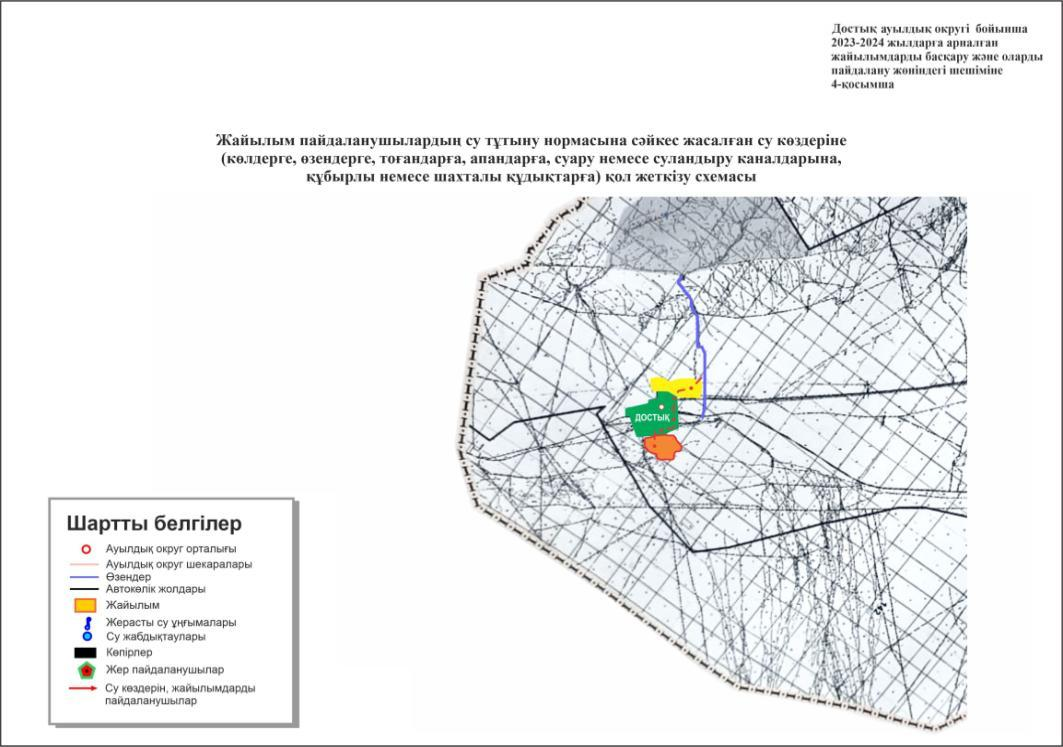 Достық ауылдық округі бойынша
2023-2024 жылдарға арналған
жайылымдарды басқару және оларды
пайдалану жөніндегі шешіміне
4-қосымша
Жайылым пайдаланушылардың су тұтыну нормасына сәйкес жасалған су көздеріне
(көлдерге, өзендерге, тоғандарға, апандарға, суару немесе суландыру каналдарына,
құбырлы немесе шахталы құдықтарға) қол жеткізу схемасы
ДОСТЫҚ
Шартты белгілер
Ауылдық округ орталығы
Ауылдық округ шекаралары
Өзендер
Автокөлік жолдары
Жайылым
Жерасты су ұңғымалары
Су жабдықтаулары
Көпірлер
Жер пайдаланушылар
Су көздерін, жайылымдарды
пайдаланушылар